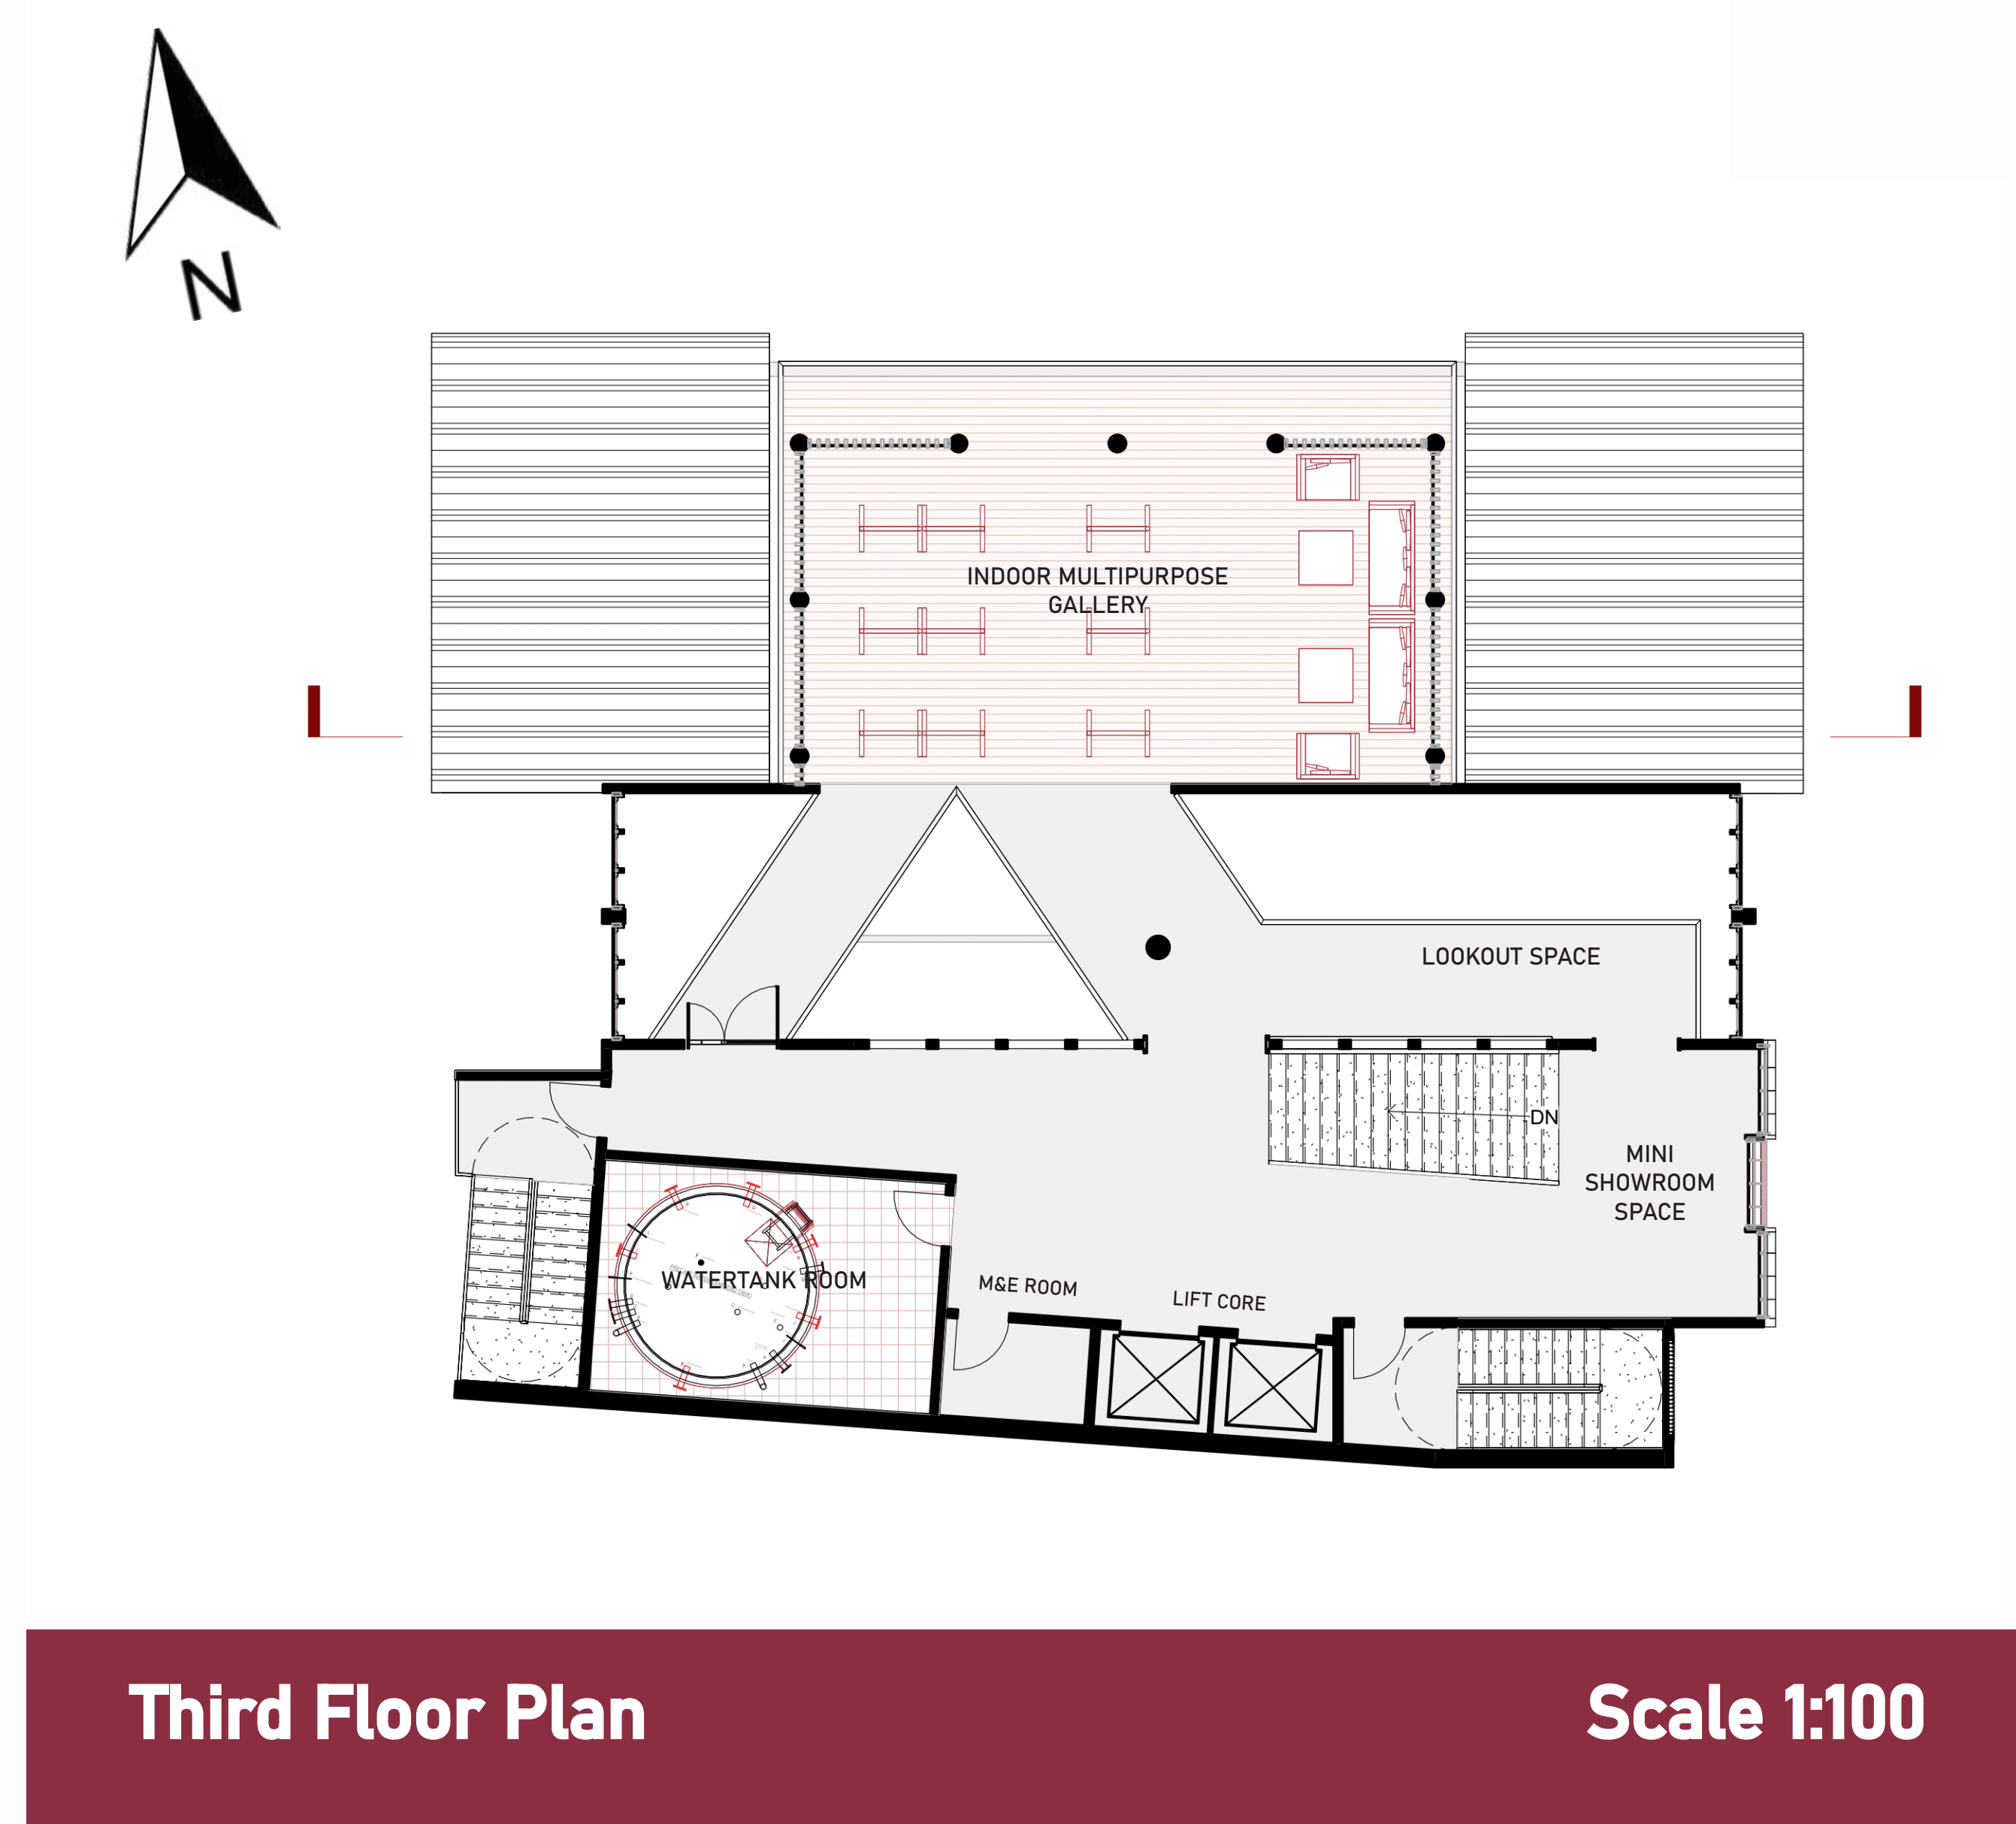 N
INDOOR MULTIPURPOSE
GALLERY
LOOKOUT SPACE
DN
MINI
SHOWROOM
SPACE
WATERTANK ROOM
M&E ROOM
LIFT CORE
Third Floor Plan
Scale 1:100